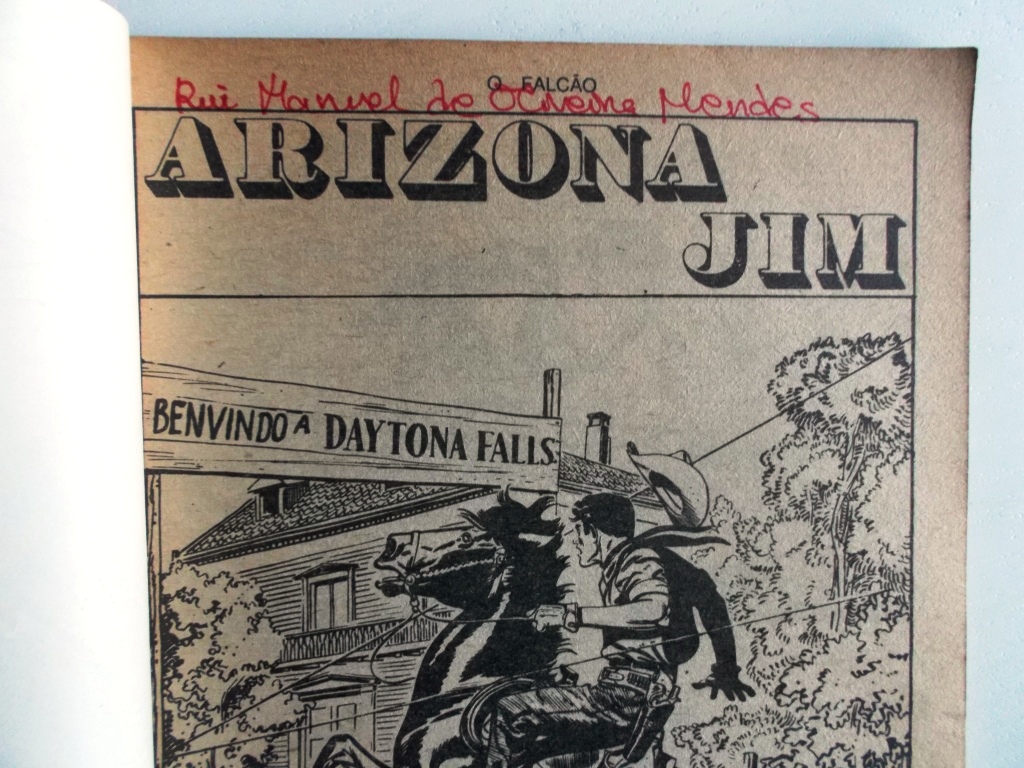 O FALCÃO
Rui Manuel de Oliveira Mendes
ARIZONA
JIM
BENVINDO A DAYTONA FALLS